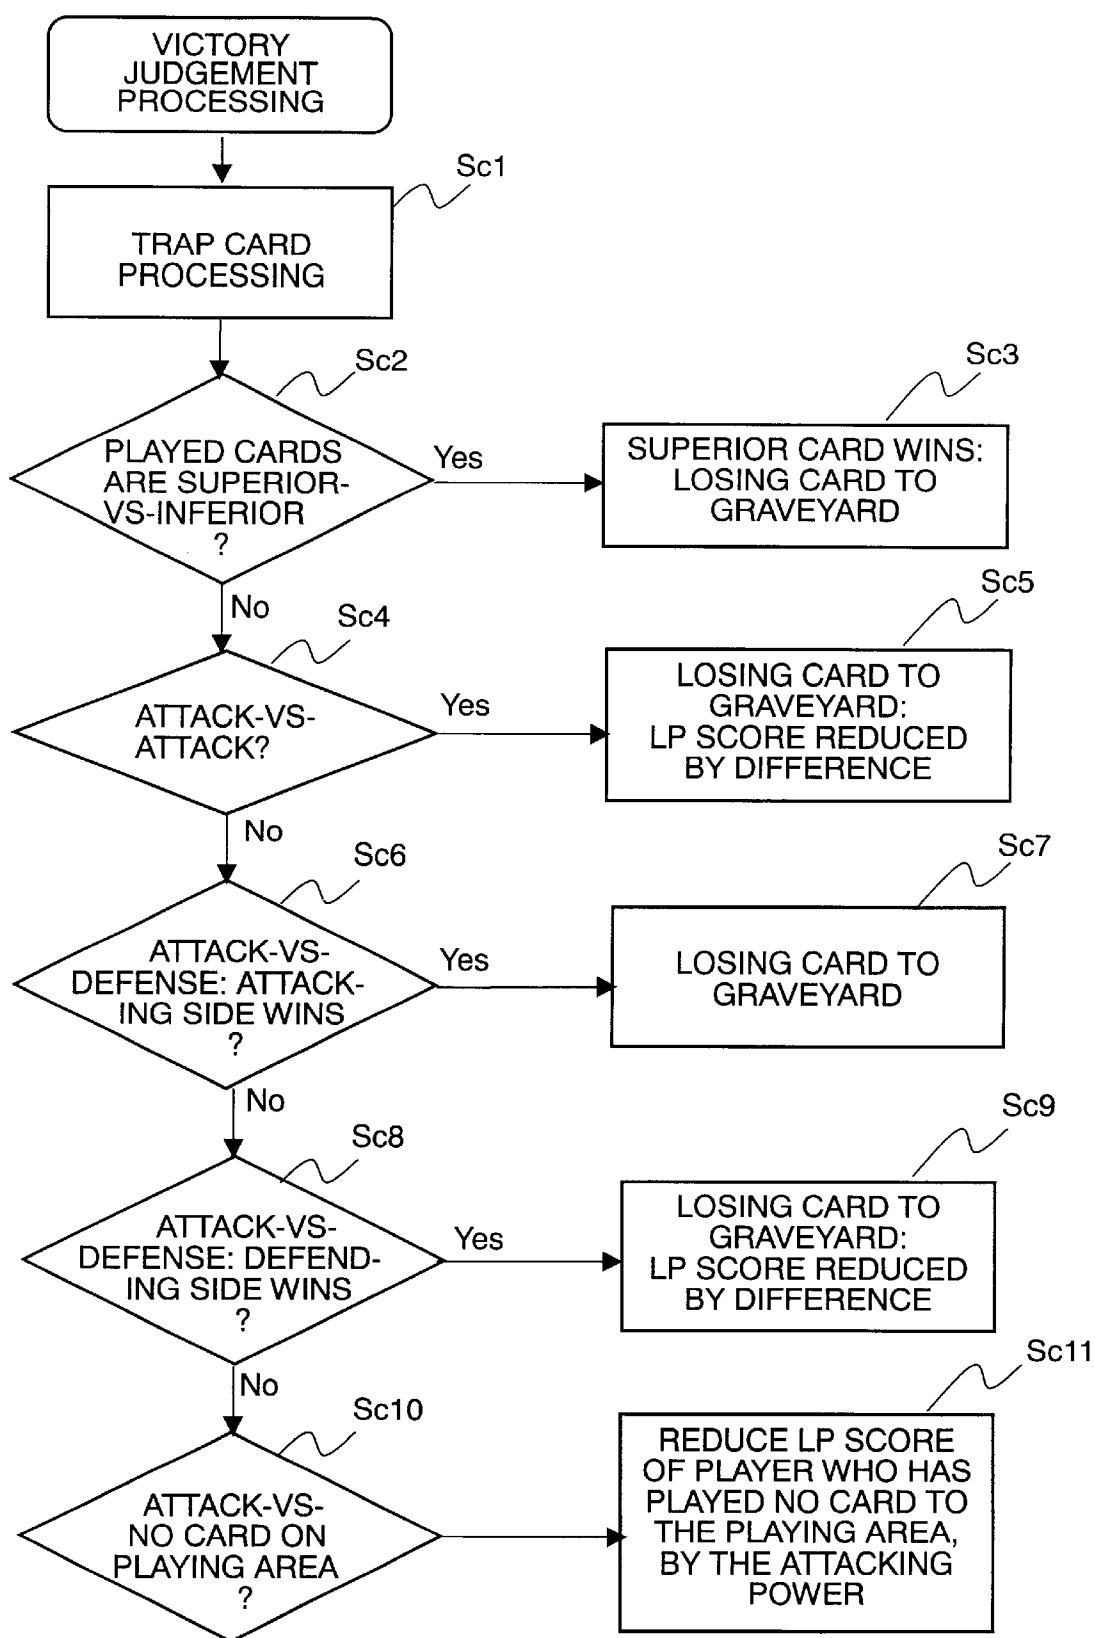 VICTORY
JUDGEMENT
PROCESSING
Sc1
TRAP CARD
PROCESSING
Sc2
PLAYED CARDS
ARE SUPERIOR-
VS-INFERIOR
?
Yes
Sc3
SUPERIOR CARD WINS:
LOSING CARD TO
GRAVEYARD
No
Sc4
ATTACK-VS-
ATTACK?
Yes
Sc5
LOSING CARD TO
GRAVEYARD:
LP SCORE REDUCED
BY DIFFERENCE
No
Sc6
ATTACK-VS-
DEFENSE: ATTACK-
ING SIDE WINS
?
Yes
Sc7
LOSING CARD TO
GRAVEYARD
No
Sc8
ATTACK-VS-
DEFENSE: DEFEND-
ING SIDE WINS
?
Yes
Sc9
LOSING CARD TO
GRAVEYARD:
LP SCORE REDUCED
BY DIFFERENCE
No
Sc10
ATTACK-VS-
NO CARD ON
PLAYING AREA
?
Sc11
REDUCE LP SCORE
OF PLAYER WHO HAS
PLAYED NO CARD TO
THE PLAYING AREA,
BY THE ATTACKING
POWER